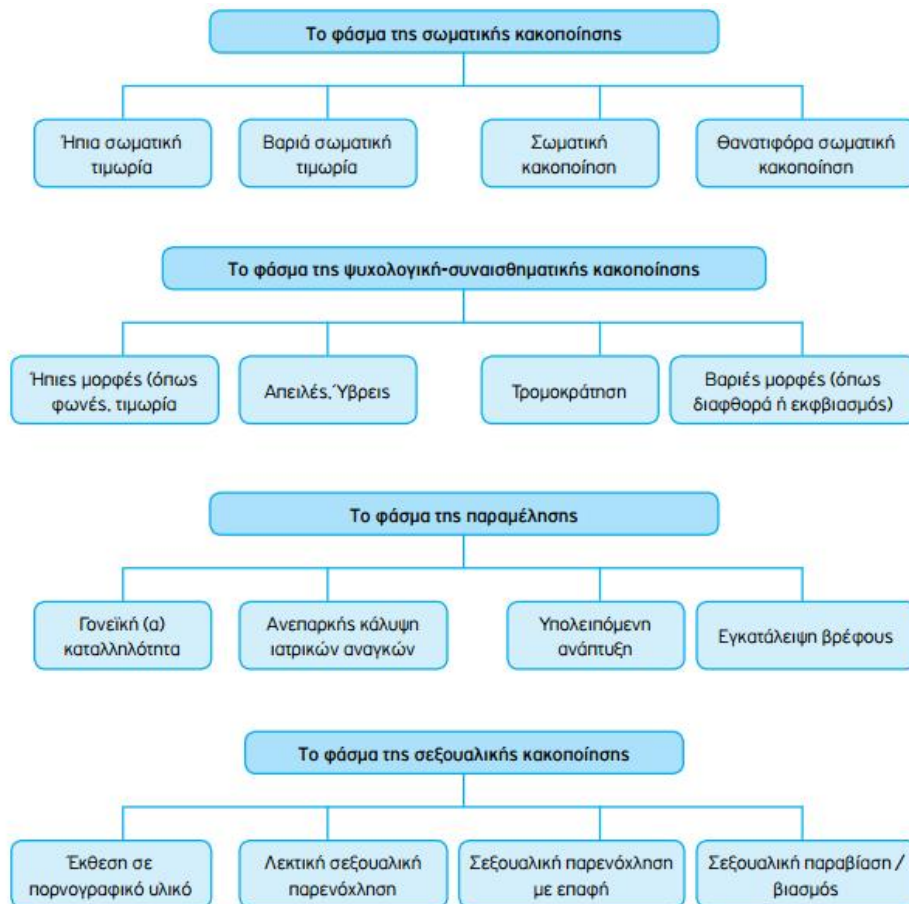 Το φάσμα της σωματικής κακοποίησης
Ήπια σωματική
τιμωρία
Βαριά σωματική
τιμωρία
Σωματική
κακοποίηση
Θανατιφόρα σωματική
κακοποίηση
Το φάσμα της ψυχολογική-συναισθηματικής κακοποίησης
Ήπιες μορφές (όπως
φωνές, τιμωρία
Απειλές, Ύβρεις
Τρομοκράτηση
Βαριές μορφές (όπως
διαφθορά ή εκφβιασμός)
Το φάσμα της παραμέλησης
Γονεϊκή (α)
καταλληλότητα
Ανεπαρκής κάλυψη
ιατρικών αναγκών
Υπολειπόμενη
ανάπτυξη
Εγκατάλειψη βρέφους
Το φάσμα της σεξουαλικής κακοποίησης
Έκθεση σε
πορνογραφικό υλικό
Λεκτική σεξουαλική
παρενόχληση
Σεξουαλική παρενόχληση
με επαφή
Σεξουαλική παραβίαση /
βιασμός